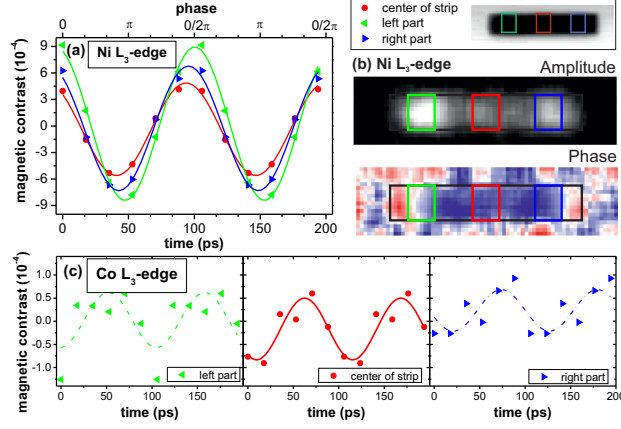 phase
0 π 0/2π π 0/2π
(a) Ni L3-edge
9
6
3
0
-3
-6
-9
magnetic contrast (10⁻⁴)
0 50 100 150 200
time (ps)
center of strip
left part
right part
(b) Ni L3-edge
Amplitude
Phase
(c) Co L3-edge
1.0
0.5
0.0
-0.5
-1.0
magnetic contrast (10⁻⁴)
left part
center of strip
right part
0 50 100 150
0 50 100 150
0 50 100 150 200
time (ps) time (ps) time (ps)